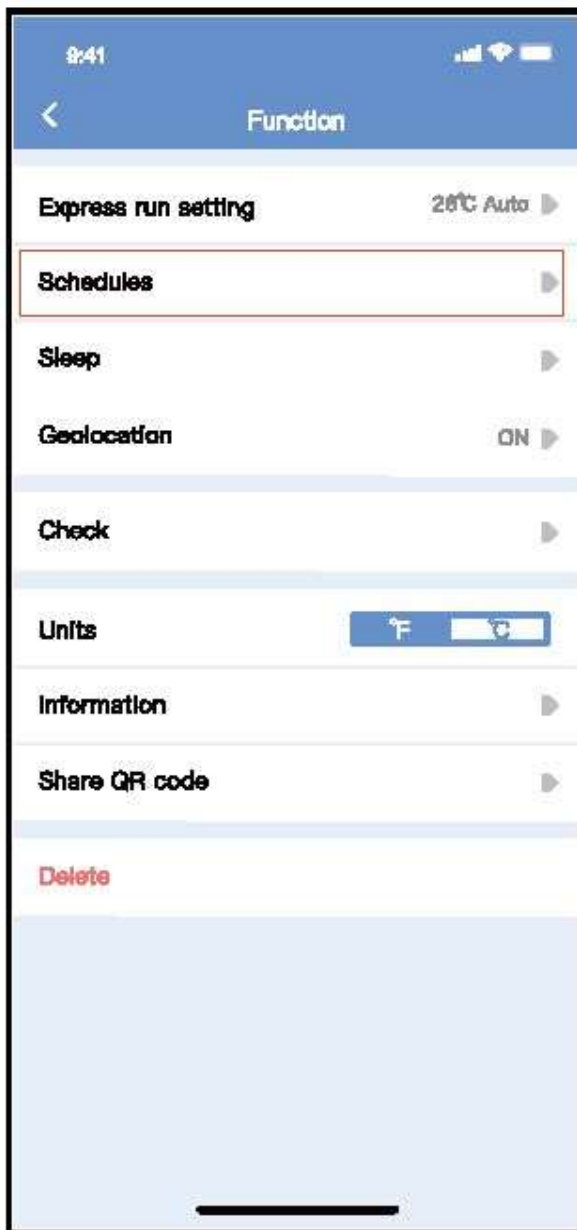 9:41
Function
Express run setting 26℃ Auto
Schedules
Sleep
Geolocation ON
Check
Units ℉ ℃
Information
Share QR code
Delete